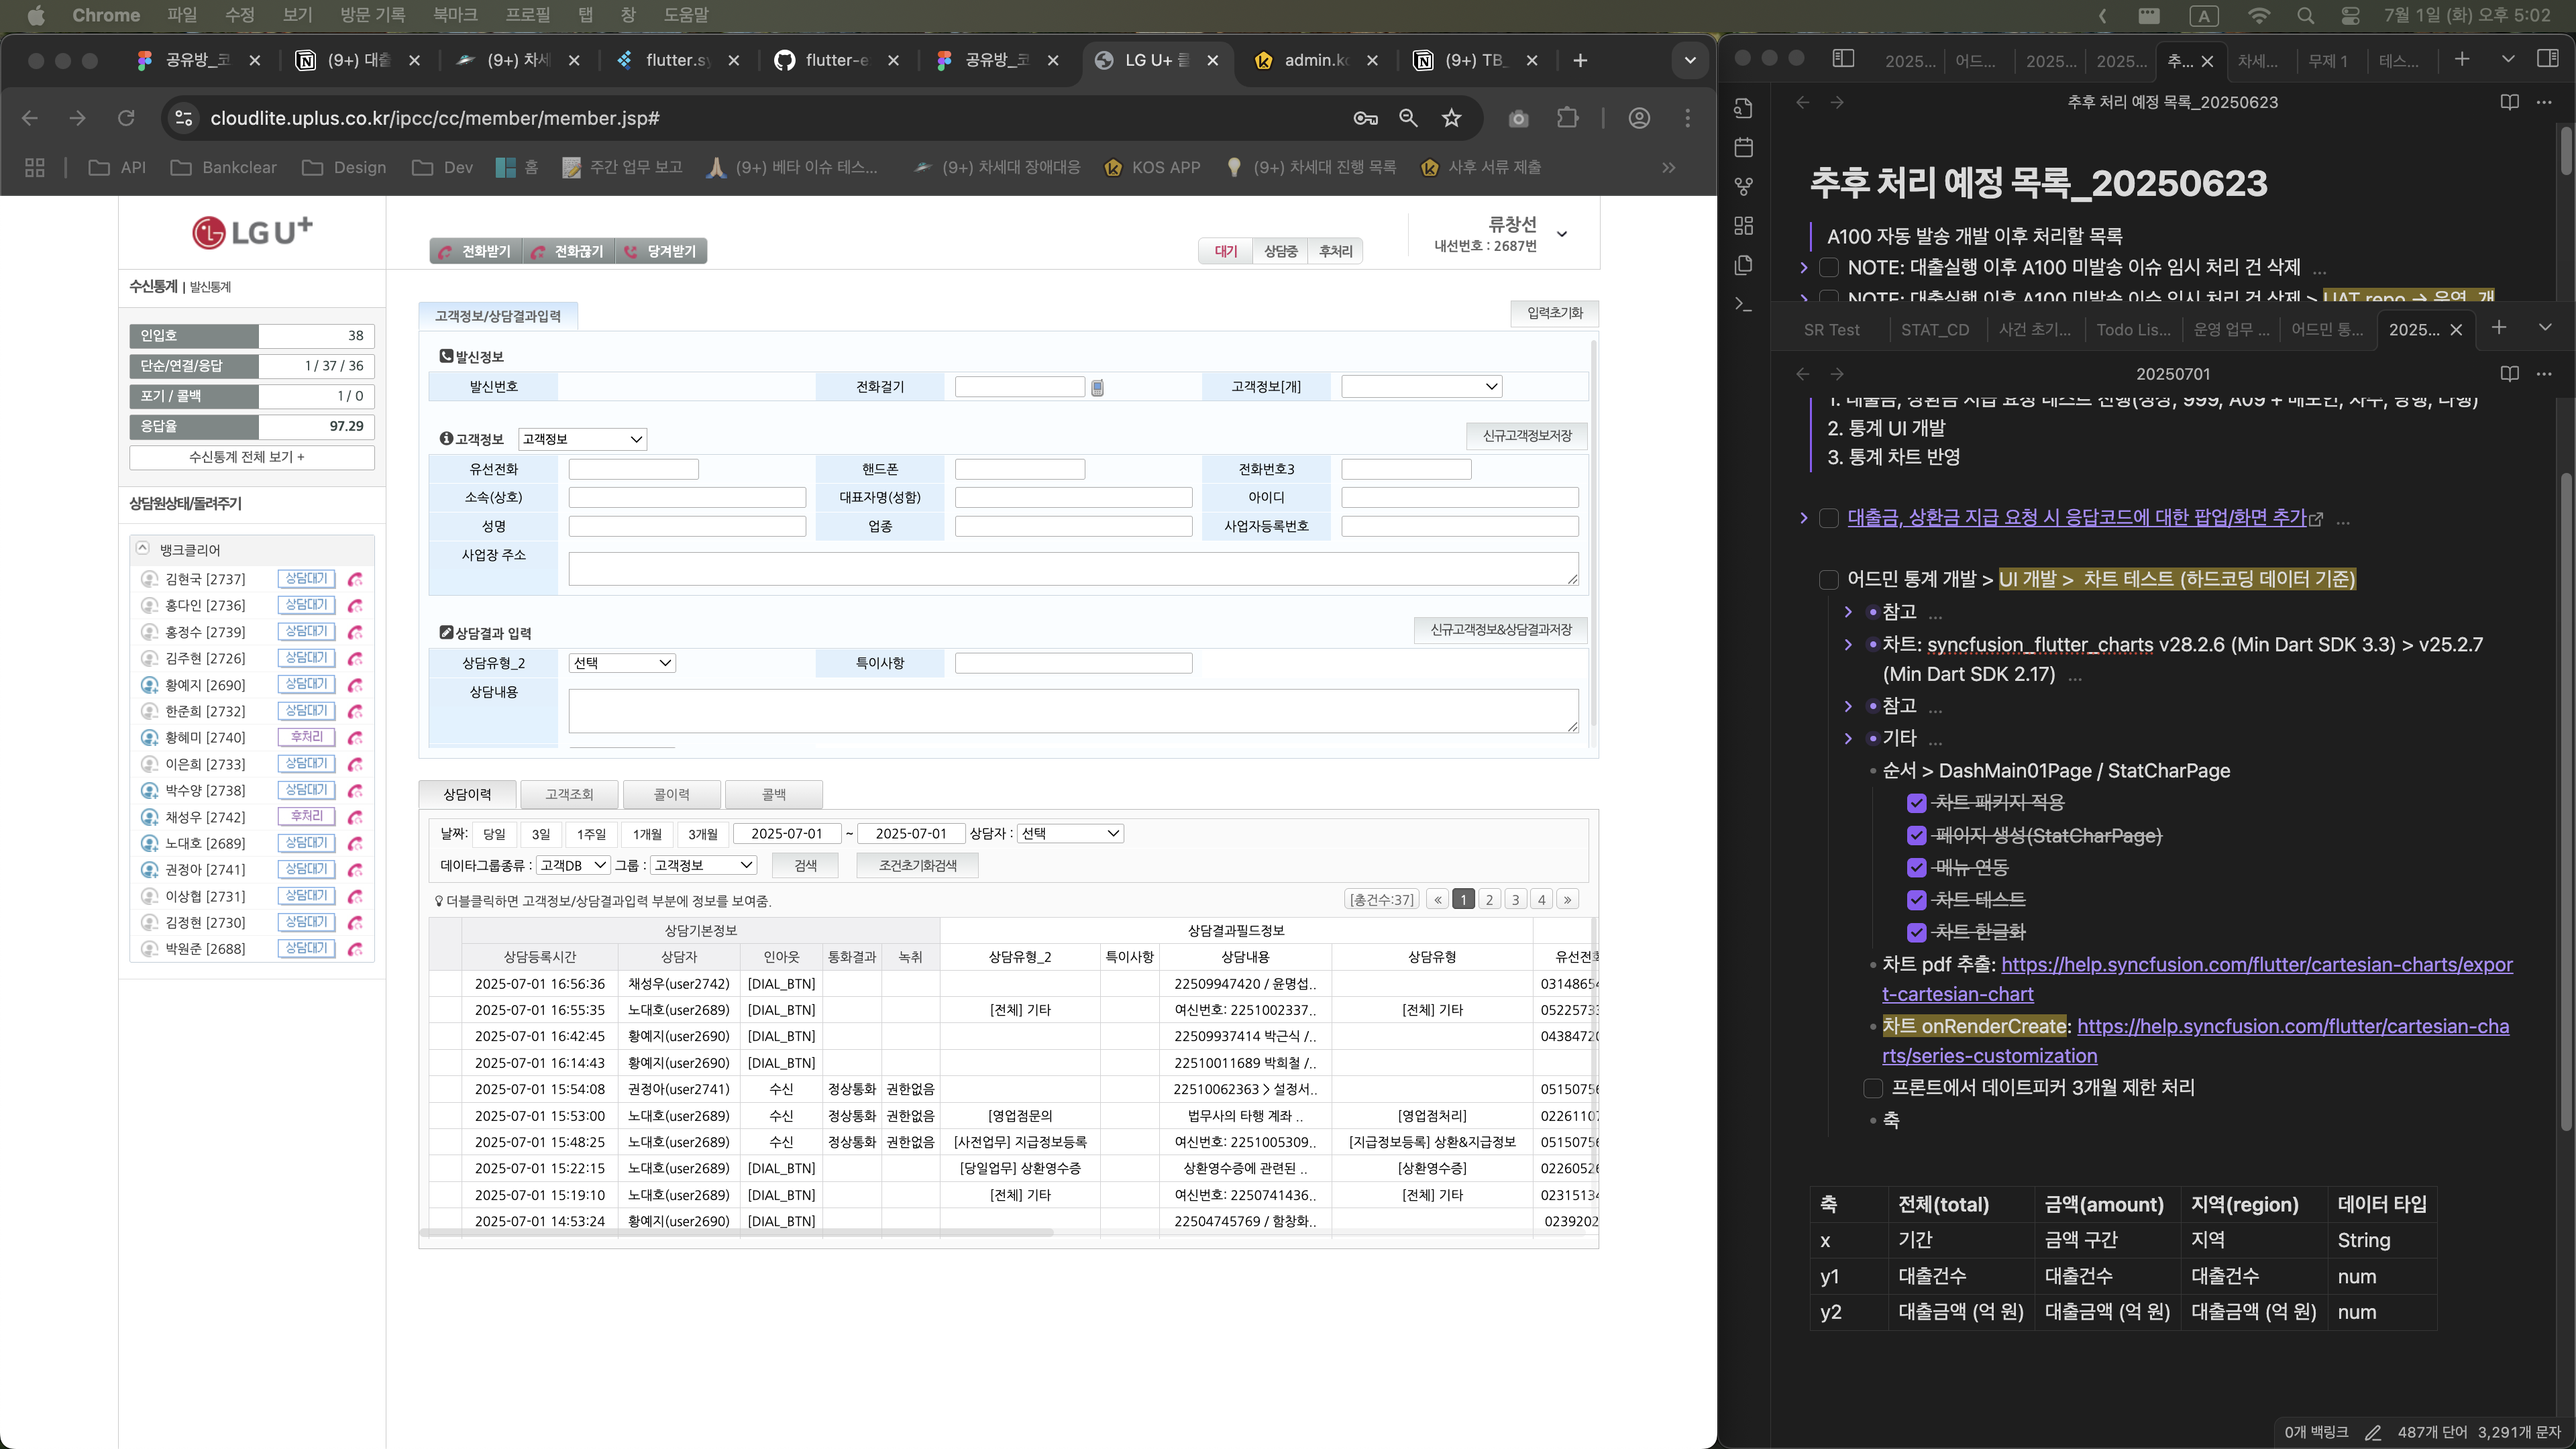 Chrome 파일 수정 보기 방문 기록 북마크 프로필 탭 창 도움말
A 7월 1일 (화) 오후 5:02
공유방_코 (9+) 대출 (9+) 차세 flutter.sy flutter-e 공유방_코 LG U+ 클 admin.ko (9+) TB_
cloudlite.uplus.co.kr/ipcc/cc/member/member.jsp#
API Bankclear Design Dev 홈 주간 업무 보고 (9+) 베타 이슈 테스... (9+) 차세대 장애대응 KOS APP (9+) 차세대 진행 목록 사후 서류 제출
LG U+
수신통계 | 발신통계
인입호 38
단순/연결/응답 1 / 37 / 36
포기 / 콜백 1 / 0
응답율 97.29
수신통계 전체 보기 +
상담원상태/돌려주기
뱅크클리어
김현국 [2737] 상담대기
홍다인 [2736] 상담대기
홍정수 [2739] 상담대기
김주현 [2726] 상담대기
황예지 [2690] 상담대기
한준희 [2732] 상담대기
황혜미 [2740] 후처리
이은희 [2733] 상담대기
박수양 [2738] 상담대기
채성우 [2742] 후처리
노대호 [2689] 상담대기
권정아 [2741] 상담대기
이상협 [2731] 상담대기
김정현 [2730] 상담대기
박원준 [2688] 상담대기
전화받기 전화끊기 당겨받기
대기 상담중 후처리
류창선
내선번호 : 2687번
고객정보/상담결과입력 입력초기화
발신정보
발신번호 전화걸기 고객정보[개]
고객정보 고객정보 신규고객정보저장
유선전화 핸드폰 전화번호3
소속(상호) 대표자명(성함) 아이디
성명 업종 사업자등록번호
사업장 주소
상담결과 입력 신규고객정보&상담결과저장
상담유형_2 선택 특이사항
상담내용
상담이력 고객조회 콜이력 콜백
날짜: 당일 3일 1주일 1개월 3개월 2025-07-01 ~ 2025-07-01 상담자 : 선택
데이타그룹종류 : 고객DB 그룹 : 고객정보 검색 조건초기화검색
더블클릭하면 고객정보/상담결과입력 부분에 정보를 보여줌. [총건수:37] « 1 2 3 4 »
상담기본정보 상담결과필드정보
상담등록시간 상담자 인아웃 통화결과 녹취 상담유형_2 특이사항 상담내용 상담유형 유선전화
2025-07-01 16:56:36 채성우(user2742) [DIAL_BTN] 22509947420 / 윤명섭.. 03148654
2025-07-01 16:55:35 노대호(user2689) [DIAL_BTN] [전체] 기타 여신번호: 2251002337.. [전체] 기타 05225733
2025-07-01 16:42:45 황예지(user2690) [DIAL_BTN] 22509937414 박근식 /.. 04384720
2025-07-01 16:14:43 황예지(user2690) [DIAL_BTN] 22510011689 박희철 /..
2025-07-01 15:54:08 권정아(user2741) 수신 정상통화 권한없음 22510062363 > 설정서.. 05150756
2025-07-01 15:53:00 노대호(user2689) 수신 정상통화 권한없음 [영업점문의] 법무사의 타행 계좌 .. [영업점처리] 02261107
2025-07-01 15:48:25 노대호(user2689) 수신 정상통화 권한없음 [사전업무] 지급정보등록 여신번호: 2251005309.. [지급정보등록] 상환&지급정보 05150756
2025-07-01 15:22:15 노대호(user2689) [DIAL_BTN] [당일업무] 상환영수증 상환영수증에 관련된 .. [상환영수증] 02260526
2025-07-01 15:19:10 노대호(user2689) [DIAL_BTN] [전체] 기타 여신번호: 2250741436.. [전체] 기타 02315134
2025-07-01 14:53:24 황예지(user2690) [DIAL_BTN] 22504745769 / 함창화.. 0239202
2025... 어드... 2025... 2025... 추... 차세... 무제 1 테스...
추후 처리 예정 목록_20250623
추후 처리 예정 목록_20250623
A100 자동 발송 개발 이후 처리할 목록
NOTE: 대출실행 이후 A100 미발송 이슈 임시 처리 건 삭제 ...
NOTE: 대출실행 이후 A100 미발송 이슈 임시 처리 건 삭제 > UAT repo → 운영, 개
SR Test STAT_CD 사건 초기... Todo Lis... 운영 업무 ... 어드민 통... 2025...
20250701
1. 대출금, 상환금 지급 요청 테스트 진행(정상, 999, A09 + 메모인, 지우, 당행, 타행)
2. 통계 UI 개발
3. 통계 차트 반영
대출금, 상환금 지급 요청 시 응답코드에 대한 팝업/화면 추가 ...
어드민 통계 개발 > UI 개발 > 차트 테스트 (하드코딩 데이터 기준)
참고 ...
차트: syncfusion_flutter_charts v28.2.6 (Min Dart SDK 3.3) > v25.2.7
(Min Dart SDK 2.17) ...
참고 ...
기타 ...
순서 > DashMain01Page / StatCharPage
차트 패키지 적용
페이지 생성(StatCharPage)
메뉴 연동
차트 테스트
차트 한글화
차트 pdf 추출: https://help.syncfusion.com/flutter/cartesian-charts/expor
t-cartesian-chart
차트 onRenderCreate: https://help.syncfusion.com/flutter/cartesian-cha
rts/series-customization
프론트에서 데이트피커 3개월 제한 처리
축
축 전체(total) 금액(amount) 지역(region) 데이터 타입
x 기간 금액 구간 지역 String
y1 대출건수 대출건수 대출건수 num
y2 대출금액 (억 원) 대출금액 (억 원) 대출금액 (억 원) num
0개 백링크 487개 단어 3,291개 문자